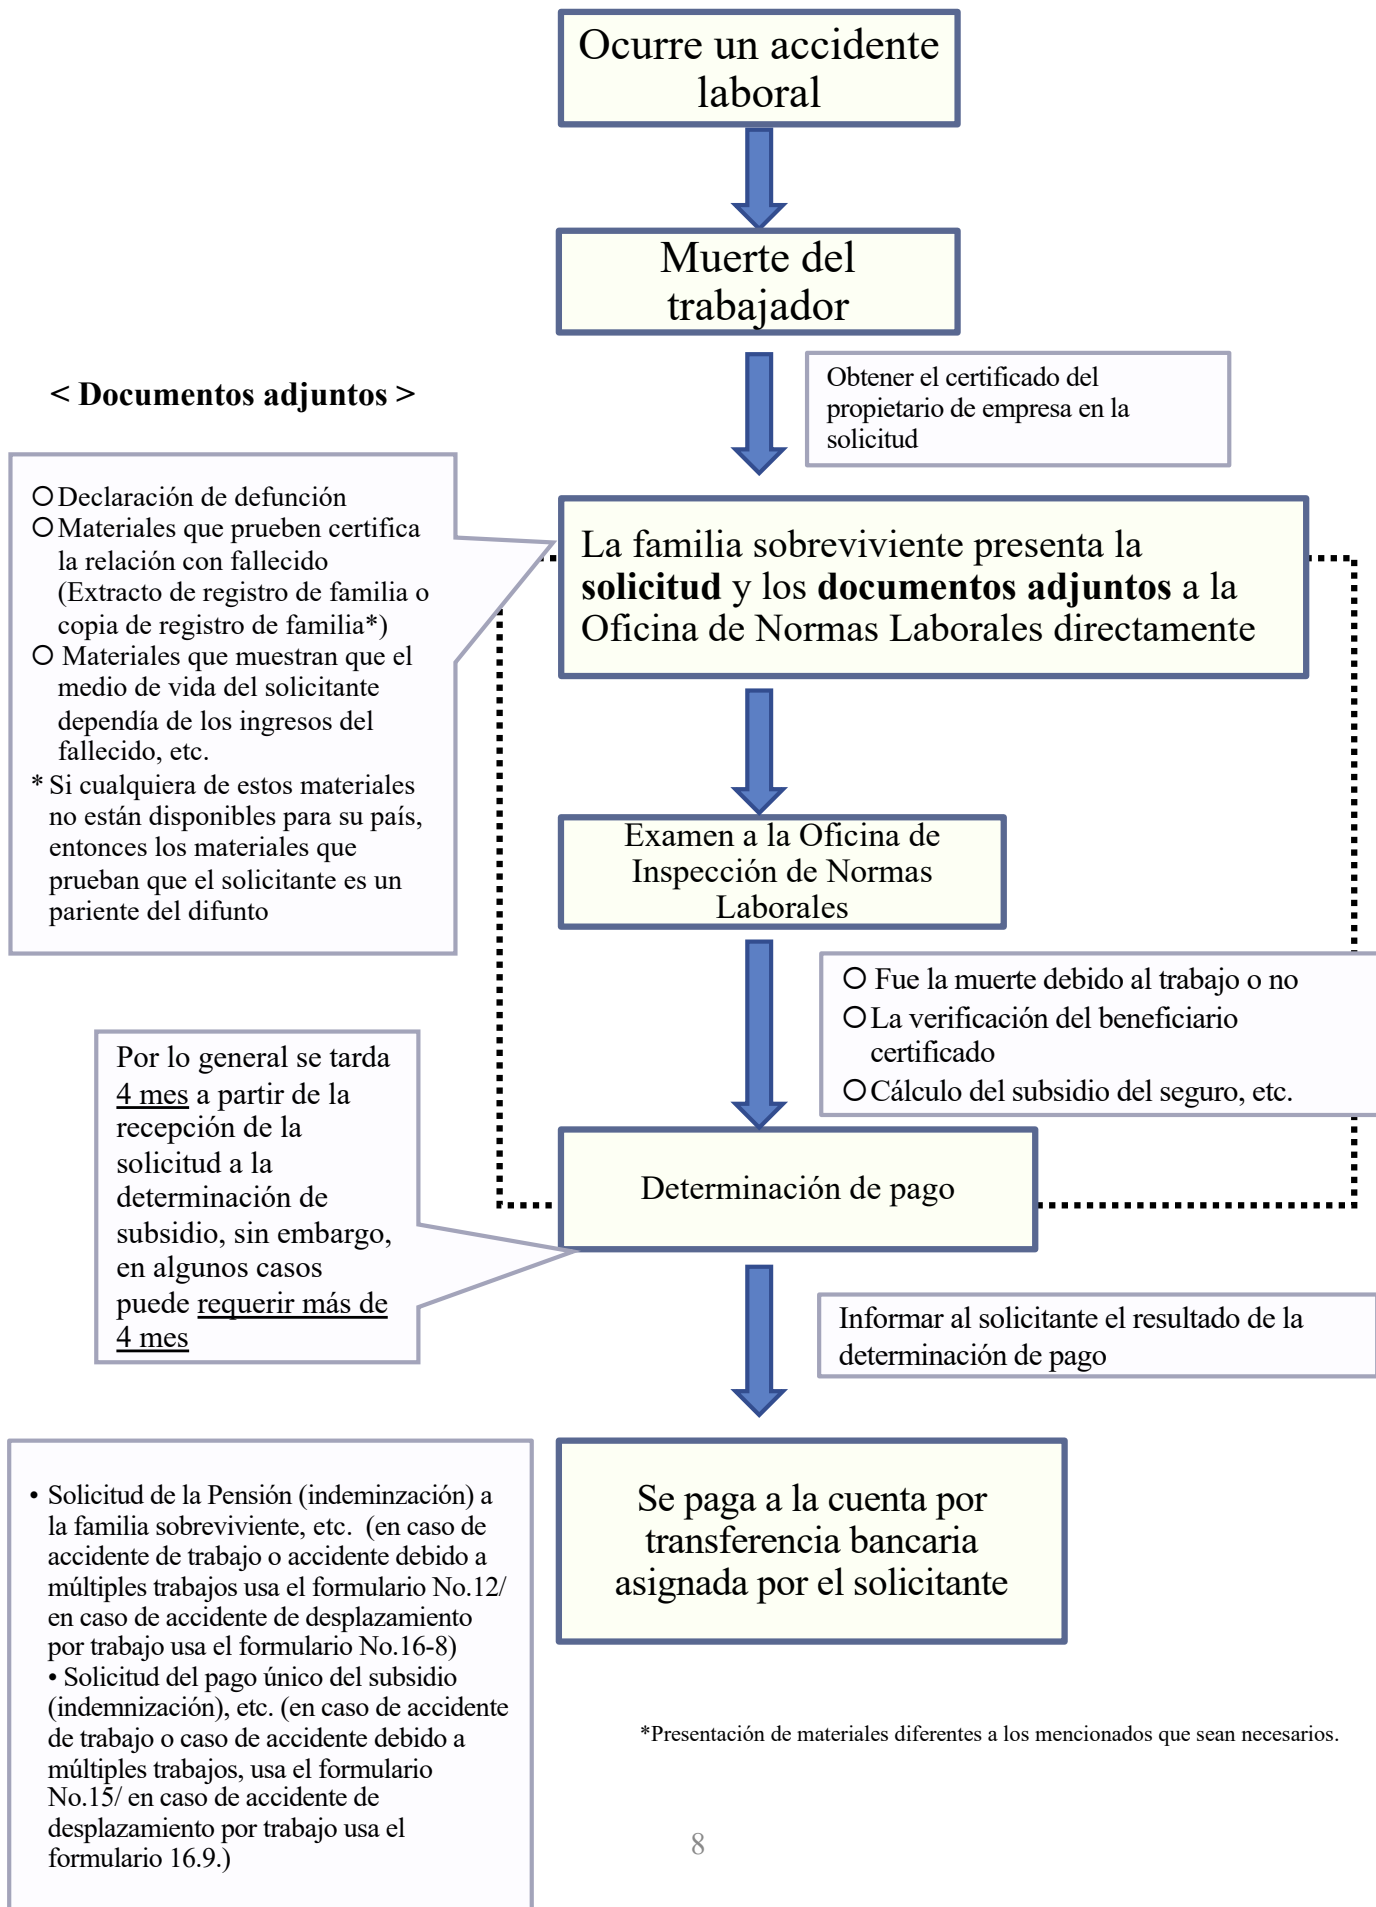 Ocurre un accidente
laboral
Muerte del
trabajador
Obtener el certificado del
propietario de empresa en la
solicitud
< Documentos adjuntos >
○ Declaración de defunción
○ Materiales que prueben certifica
la relación con fallecido
(Extracto de registro de familia o
copia de registro de familia*)
○ Materiales que muestran que el
medio de vida del solicitante
dependía de los ingresos del
fallecido, etc.
* Si cualquiera de estos materiales
no están disponibles para su país,
entonces los materiales que
prueban que el solicitante es un
pariente del difunto
La familia sobreviviente presenta la
solicitud y los documentos adjuntos a la
Oficina de Normas Laborales directamente
Examen a la Oficina de
Inspección de Normas
Laborales
○ Fue la muerte debido al trabajo o no
○ La verificación del beneficiario
certificado
○ Cálculo del subsidio del seguro, etc.
Por lo general se tarda
4 mes a partir de la
recepción de la
solicitud a la
determinación de
subsidio, sin embargo,
en algunos casos
puede requerir más de
4 mes
Determinación de pago
Informar al solicitante el resultado de la
determinación de pago
Se paga a la cuenta por
transferencia bancaria
asignada por el solicitante
• Solicitud de la Pensión (indeminzación) a
la familia sobreviviente, etc. (en caso de
accidente de trabajo o accidente debido a
múltiples trabajos usa el formulario No.12/
en caso de accidente de desplazamiento
por trabajo usa el formulario No.16-8)
• Solicitud del pago único del subsidio
(indemnización), etc. (en caso de accidente
de trabajo o caso de accidente debido a
múltiples trabajos, usa el formulario
No.15/ en caso de accidente de
desplazamiento por trabajo usa el
formulario 16.9.)
*Presentación de materiales diferentes a los mencionados que sean necesarios.
8